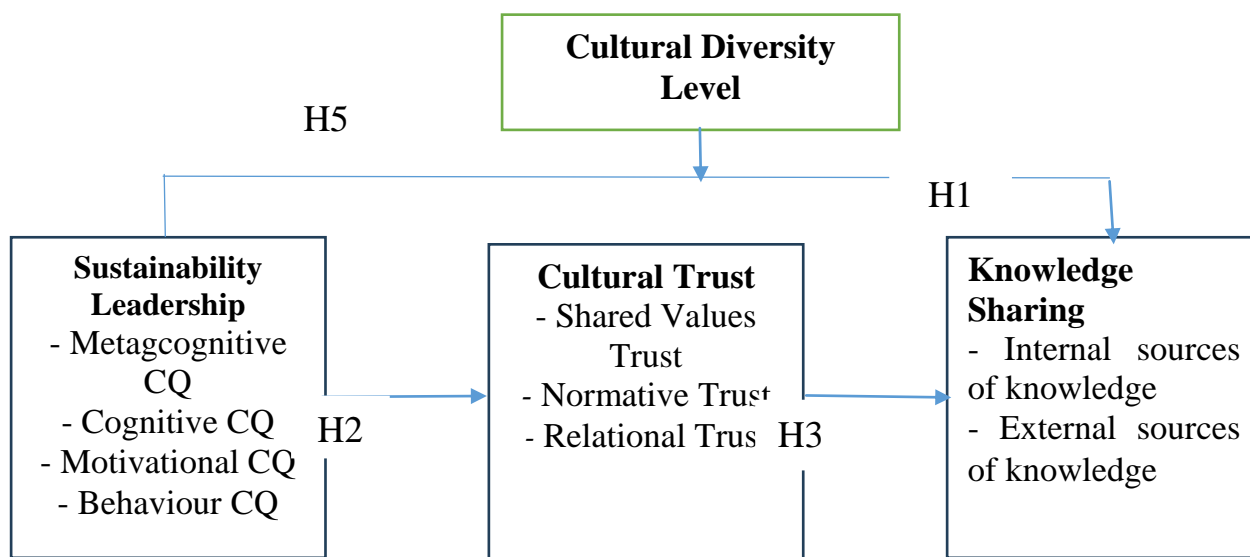 Cultural Diversity
Level
H5
H1
Sustainability
Leadership
- Metagcognitive
CQ
- Cognitive CQ
- Motivational CQ
- Behaviour CQ
H2
Cultural Trust
- Shared Values
Trust
- Normative Trust
- Relational Trus
H3
Knowledge
Sharing
- Internal sources
of knowledge
- External sources
of knowledge